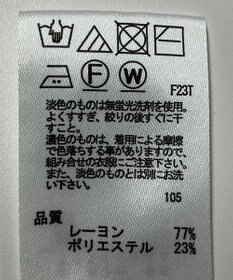 F W
F23T
淡色のものは無蛍光洗剤を使用。
よくすすぎ、絞りの後すぐに干
すこと。
濃色のものは、着用による摩擦
で色落ちする事がありますので、
組み合せの衣服にご注意下さい。
また、淡色のものとは別にお洗
い下さい。
105
品質
レーヨン 77%
ポリエステル 23%